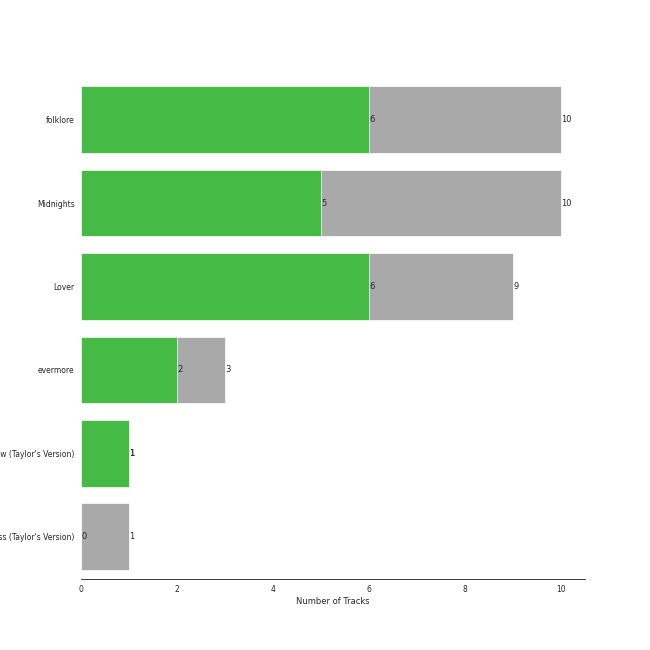 folklore 6 10
Midnights 5 10
Lover 6 9
evermore 2 3
(Taylor's Version) 1
(Taylor's Version) 0 1
0 2 4 6 8 10
Number of Tracks